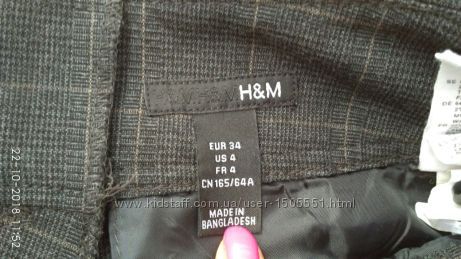 H&M
EUR 34
US 4
FR 4
CN 165/64A
MADE IN
BANGLADESH
www.kidstaff.com.ua/user-1505551.html
22-10-2018 11:52